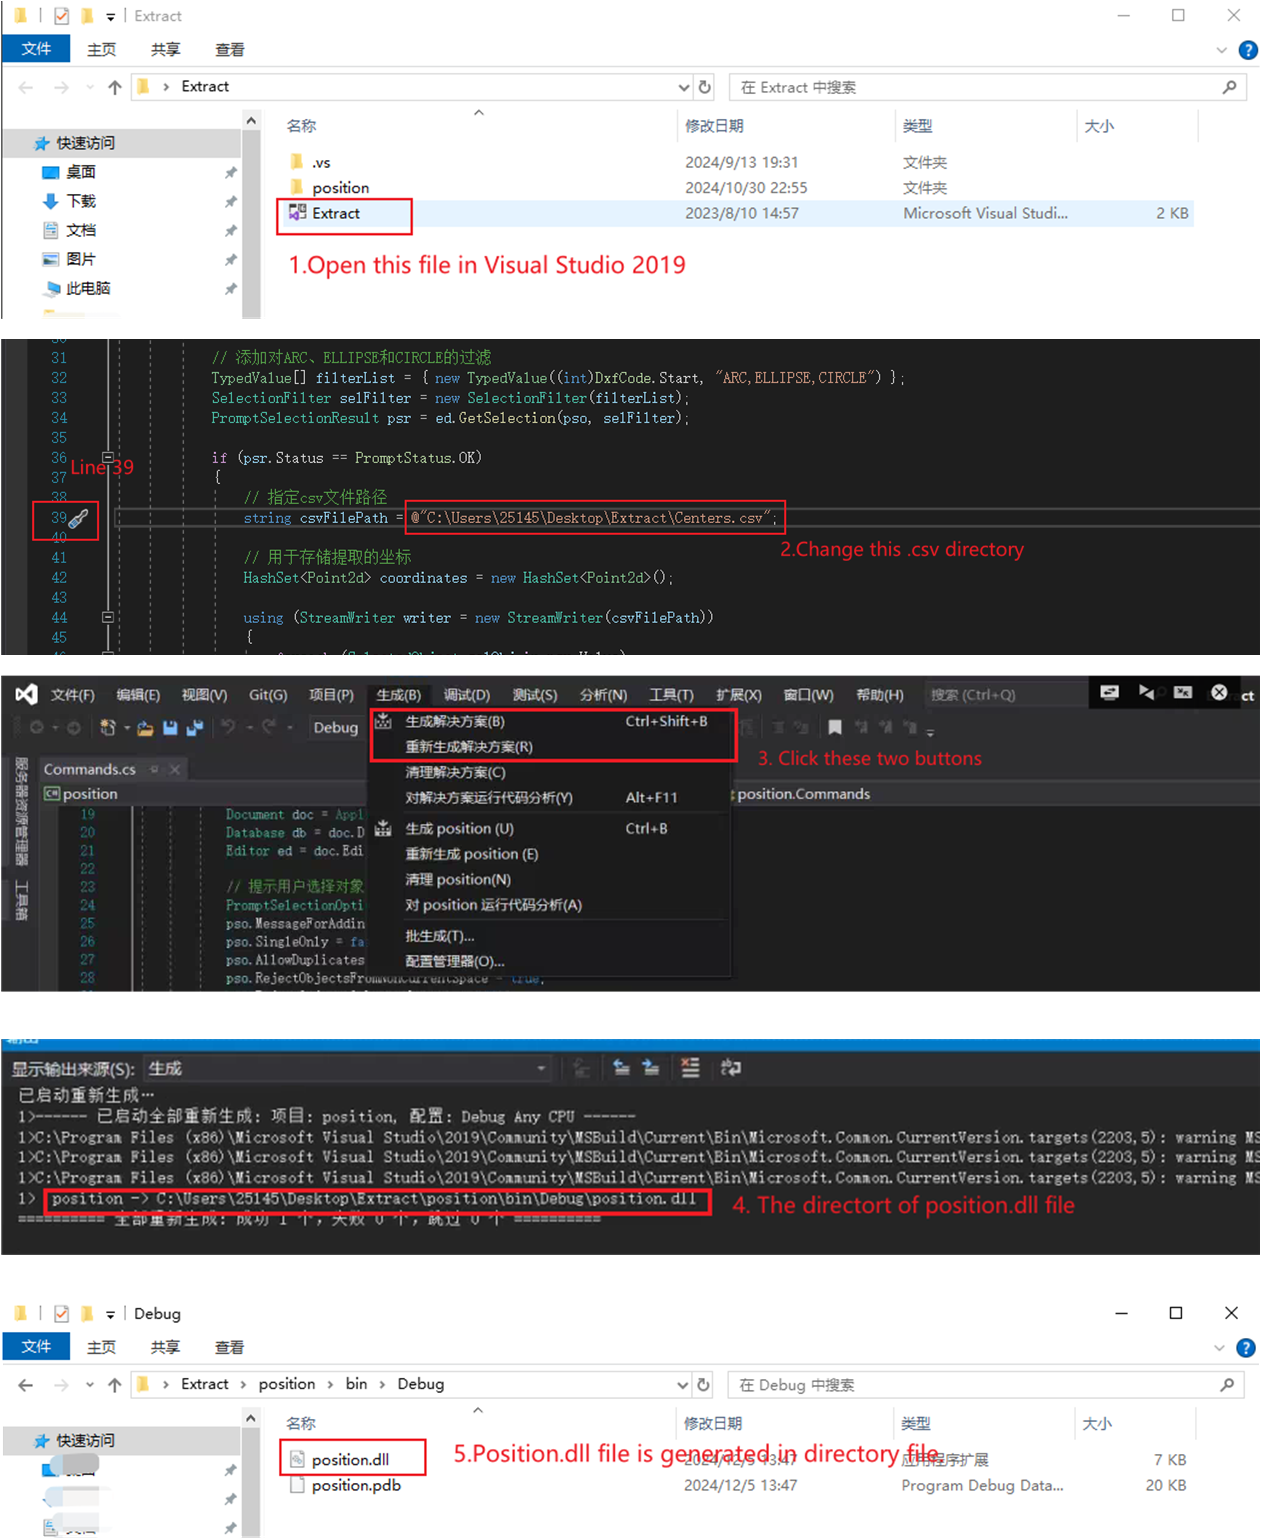 Extract
文件 主页 共享 查看
Extract 在 Extract 中搜索
名称 修改日期 类型 大小
快速访问
桌面
下载
文档
图片
此电脑
.vs 2024/9/13 19:31 文件夹
position 2024/10/30 22:55 文件夹
Extract 2023/8/10 14:57 Microsoft Visual Studi... 2 KB
1.Open this file in Visual Studio 2019
31 // 添加对ARC、ELLIPSE和CIRCLE的过滤
32 TypedValue[] filterList = { new TypedValue((int)DxfCode.Start, "ARC,ELLIPSE,CIRCLE") };
33 SelectionFilter selFilter = new SelectionFilter(filterList);
34 PromptSelectionResult psr = ed.GetSelection(pso, selFilter);
35
36 if (psr.Status == PromptStatus.OK)
Line 39
37 {
38 // 指定csv文件路径
39 string csvFilePath = @"C:\Users\25145\Desktop\Extract\Centers.csv";
40
2.Change this .csv directory
41 // 用于存储提取的坐标
42 HashSet<Point2d> coordinates = new HashSet<Point2d>();
43
44 using (StreamWriter writer = new StreamWriter(csvFilePath))
45 {
文件(F) 编辑(E) 视图(V) Git(G) 项目(P) 生成(B) 调试(D) 测试(S) 分析(N) 工具(T) 扩展(X) 窗口(W) 帮助(H) 搜索 (Ctrl+Q) ct
Debug
生成解决方案(B) Ctrl+Shift+B
重新生成解决方案(R)
3. Click these two buttons
清理解决方案(C)
对解决方案运行代码分析(Y) Alt+F11
生成 position (U) Ctrl+B
重新生成 position (E)
清理 position(N)
对 position 运行代码分析(A)
批生成(T)...
配置管理器(O)...
服务器资源管理器
工具箱
Commands.cs
position position.Commands
19 Document doc = Appl
20 Database db = doc.D
21 Editor ed = doc.Edi
22
23 // 提示用户选择对象
24 PromptSelectionOpti
25 pso.MessageForAddin
26 pso.SingleOnly = fa
27 pso.AllowDuplicates
28 pso.RejectObjectsFromNonCurrentSpace = true;
显示输出来源(S): 生成
已启动重新生成…
1>------ 已启动全部重新生成: 项目: position, 配置: Debug Any CPU ------
1>C:\Program Files (x86)\Microsoft Visual Studio\2019\Community\MSBuild\Current\Bin\Microsoft.Common.CurrentVersion.targets(2203,5): warning MS
1>C:\Program Files (x86)\Microsoft Visual Studio\2019\Community\MSBuild\Current\Bin\Microsoft.Common.CurrentVersion.targets(2203,5): warning MS
1>C:\Program Files (x86)\Microsoft Visual Studio\2019\Community\MSBuild\Current\Bin\Microsoft.Common.CurrentVersion.targets(2203,5): warning MS
1> position -> C:\Users\25145\Desktop\Extract\position\bin\Debug\position.dll
4. The directort of position.dll file
========== 全部重新生成: 成功 1 个，失败 0 个，跳过 0 个 ==========
Debug
文件 主页 共享 查看
Extract position bin Debug 在 Debug 中搜索
名称 修改日期 类型 大小
快速访问
position.dll 2024/12/5 13:47 应用程序扩展 7 KB
5.Position.dll file is generated in directory file
position.pdb 2024/12/5 13:47 Program Debug Data... 20 KB